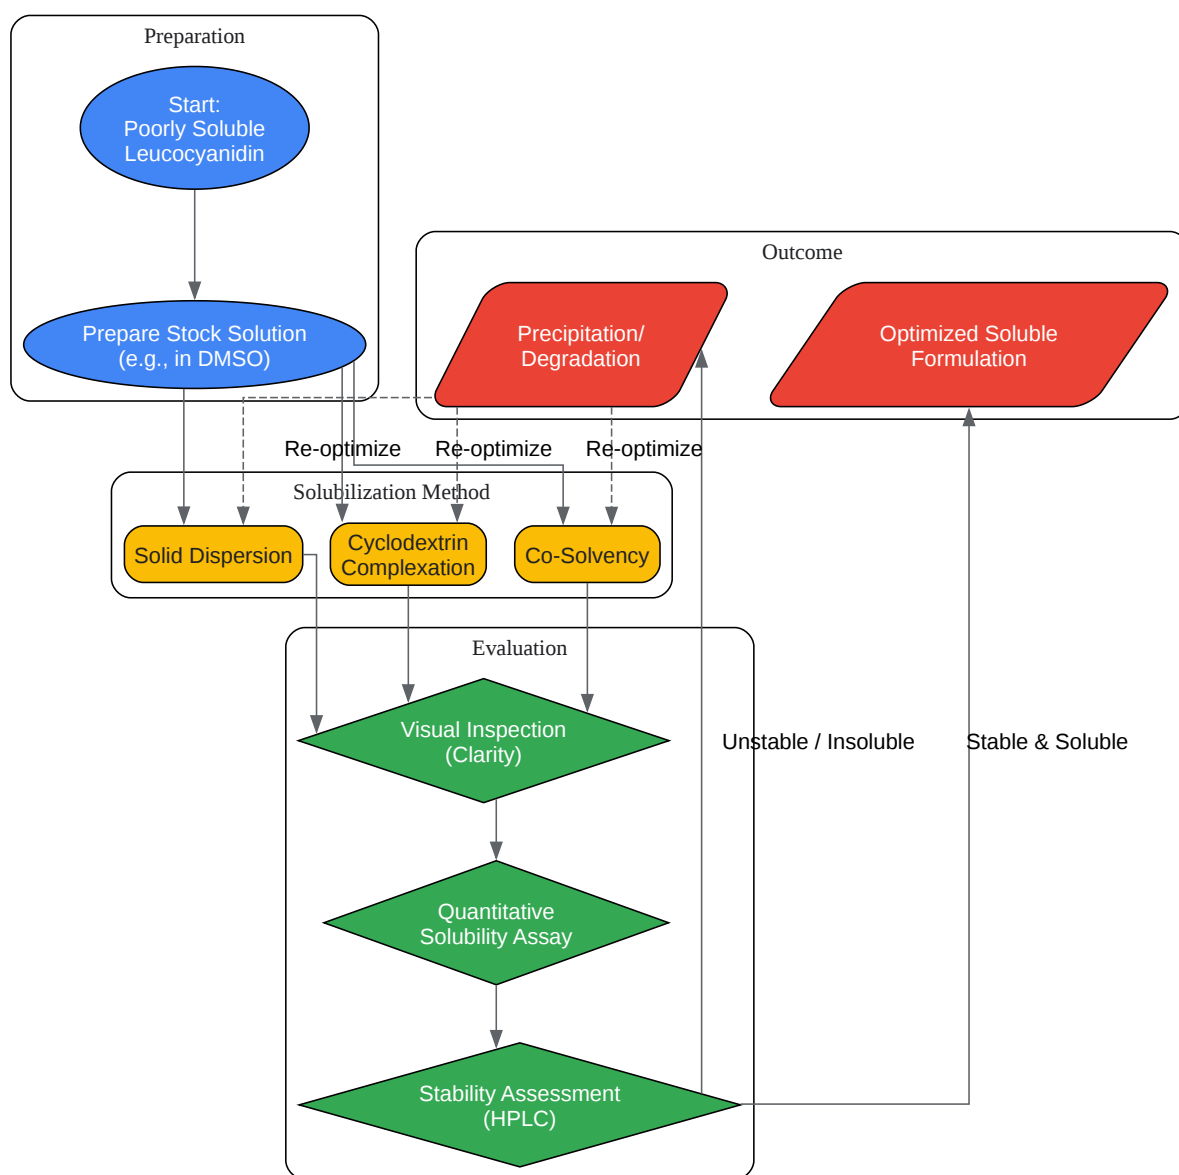 Preparation
Start:
Poorly Soluble
Leucocyanidin
Prepare Stock Solution
(e.g., in DMSO)
Outcome
Precipitation/
Degradation
Optimized Soluble
Formulation
Re-optimize
Re-optimize
Re-optimize
Solubilization Method
Solid Dispersion
Cyclodextrin
Complexation
Co-Solvency
Evaluation
Visual Inspection
(Clarity)
Unstable / Insoluble
Stable & Soluble
Quantitative
Solubility Assay
Stability Assessment
(HPLC)